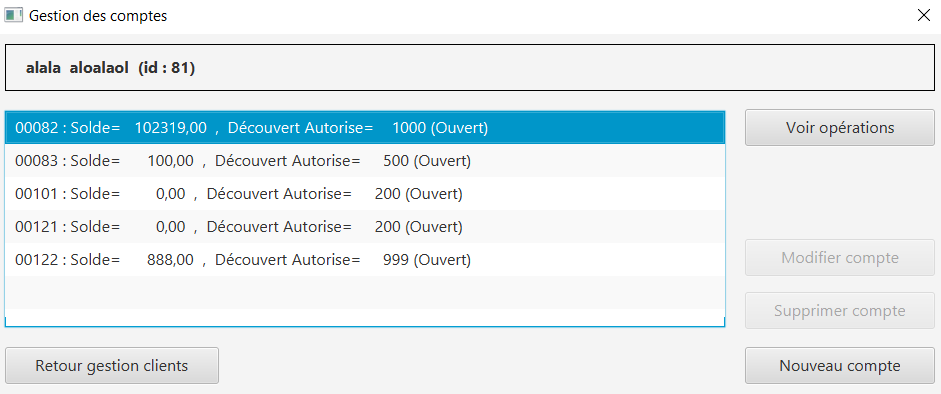 Gestion des comptes
alala aloalaol (id : 81)
00082 : Solde= 102319,00 , Découvert Autorise= 1000 (Ouvert)
00083 : Solde= 100,00 , Découvert Autorise= 500 (Ouvert)
00101 : Solde= 0,00 , Découvert Autorise= 200 (Ouvert)
00121 : Solde= 0,00 , Découvert Autorise= 200 (Ouvert)
00122 : Solde= 888,00 , Découvert Autorise= 999 (Ouvert)
Voir opérations
Modifier compte
Supprimer compte
Retour gestion clients
Nouveau compte